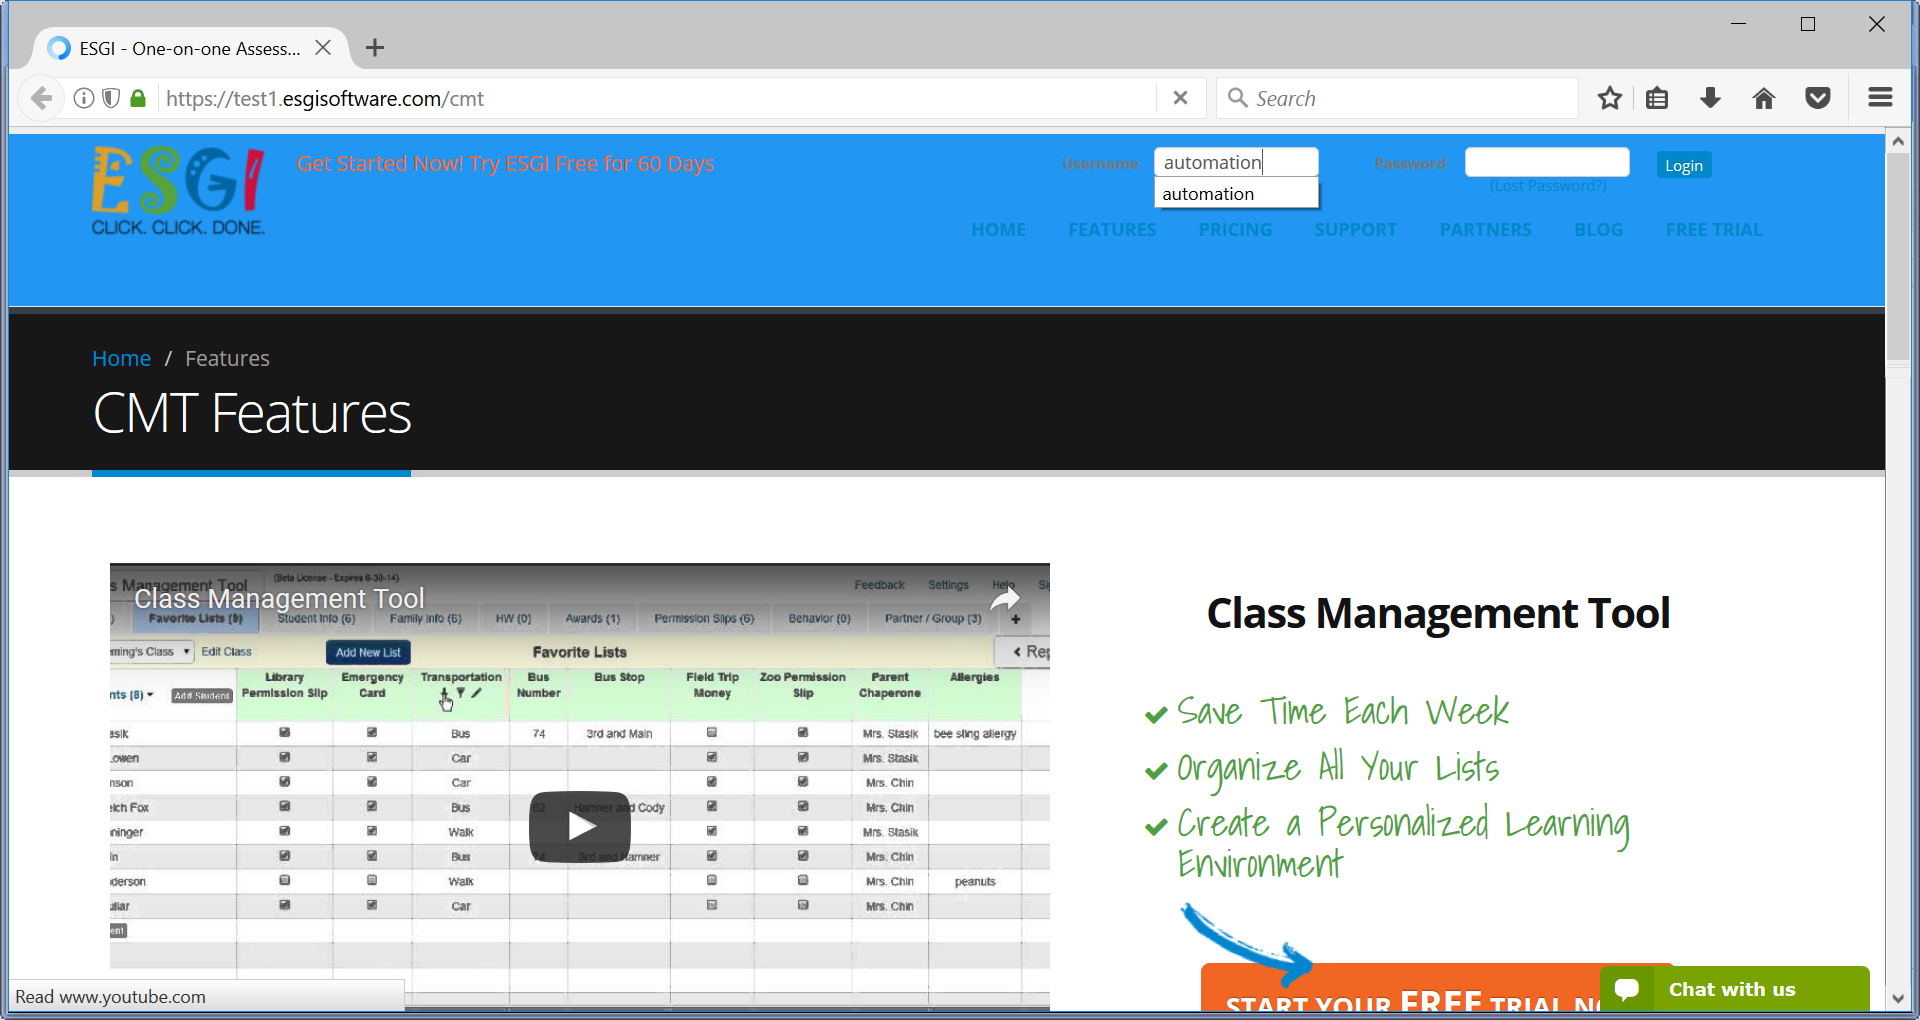 ESGI - One-on-one Assess...
https://test1.esgisoftware.com/cmt
Search
ESGI
CLICK. CLICK. DONE.
Get Started Now! Try ESGI Free for 60 Days
Username
automation
automation
Password
(Lost Password?)
Login
HOME FEATURES PRICING SUPPORT PARTNERS BLOG FREE TRIAL
Home / Features
CMT Features
s Management Tool (Beta License - Expires 6-30-14)
Feedback Settings Help
Class Management Tool
Favorite Lists (9) Student Info (6) Family Info (6) HW (0) Awards (1) Permission Slips (6) Behavior (0) Partner / Group (3) +
ming's Class Edit Class Add New List Favorite Lists
nts (8) Add Student
Library Permission Slip
Emergency Card
Transportation
Bus Number
Bus Stop
Field Trip Money
Zoo Permission Slip
Parent Chaperone
Allergies
asik Bus 74 3rd and Main Mrs. Stasik bee sting allergy
owen Car Mrs. Stasik
nson Car Mrs. Chin
lch Fox Bus 62 Hamner and Cody Mrs. Chin
ninger Walk Mrs. Stasik
in Bus 74 3rd and Hamner Mrs. Chin
derson Walk Mrs. Chin peanuts
uliar Car Mrs. Chin
Class Management Tool
Save Time Each Week
Organize All Your Lists
Create a Personalized Learning
Environment
START YOUR FREE TRIAL NO
Chat with us
Read www.youtube.com